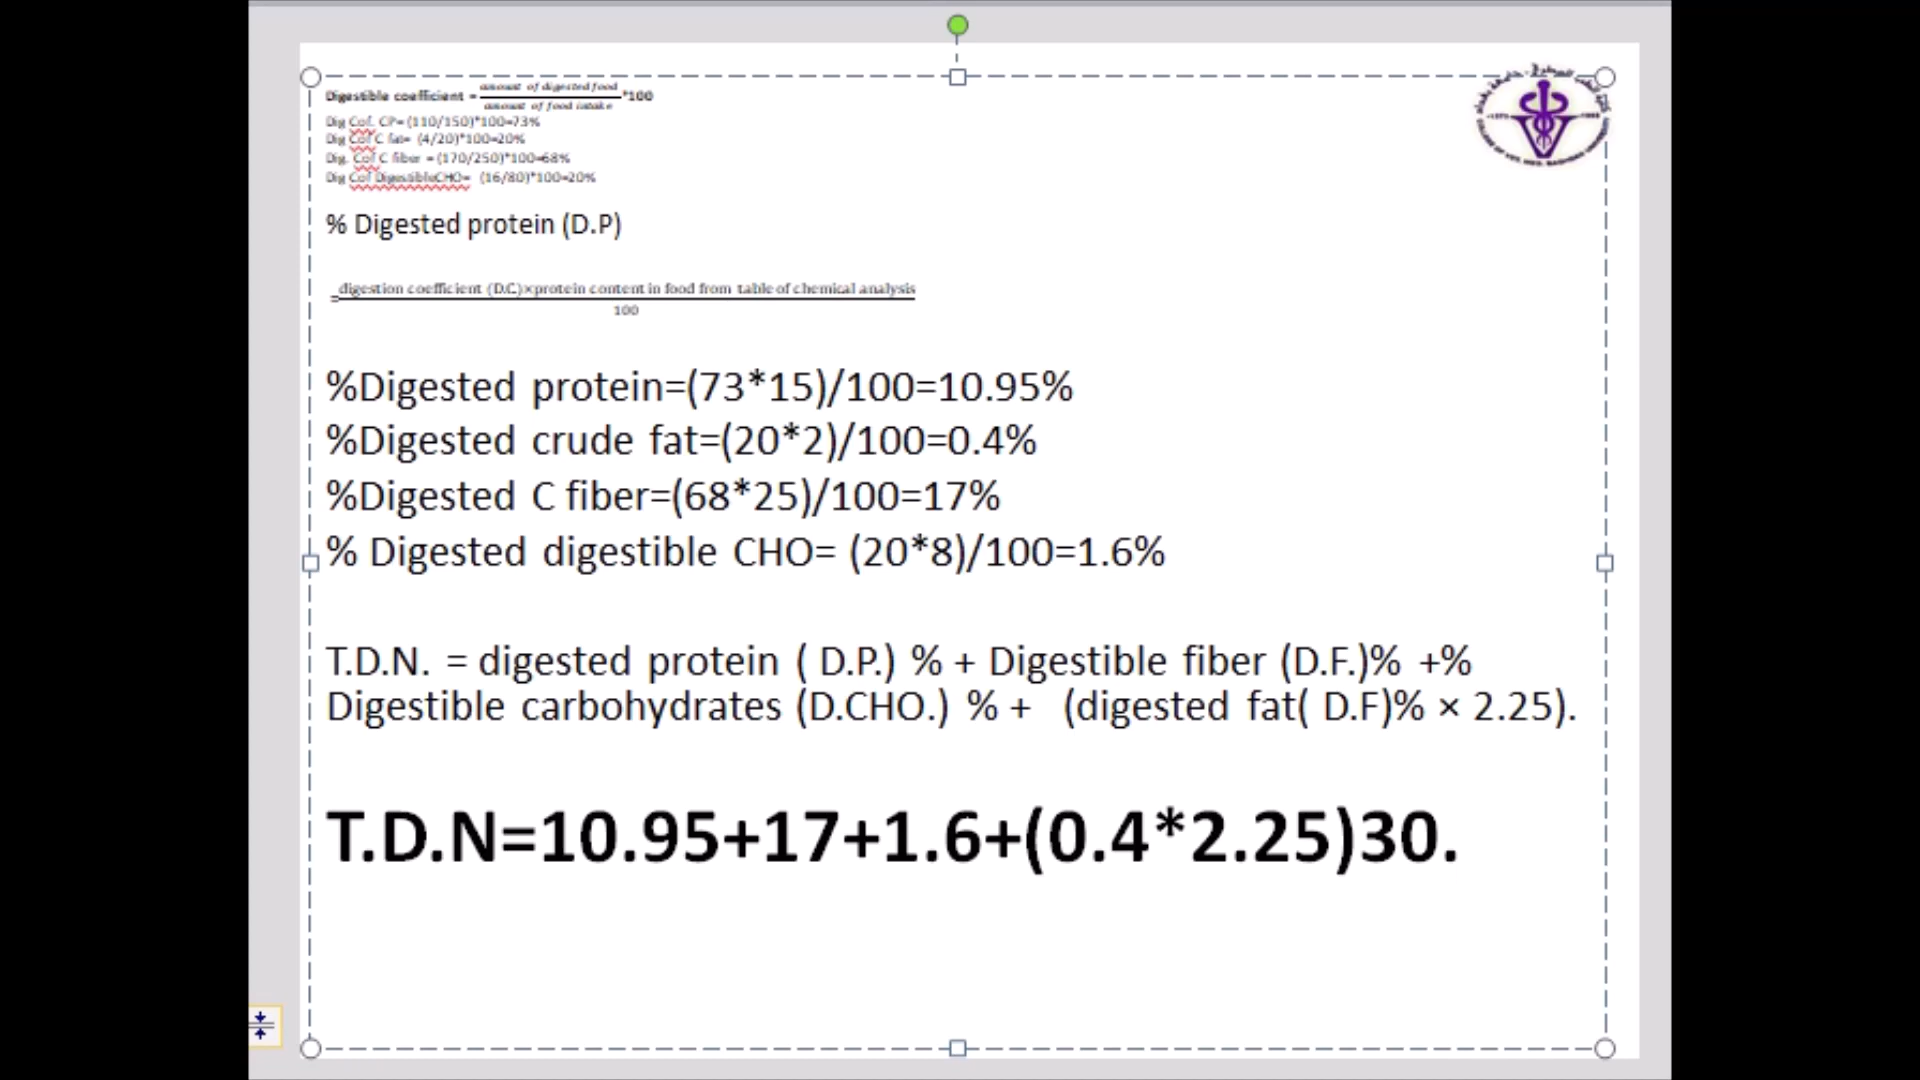 Digestible coefficient = amount of digested food / amount of food intake *100
Dig Cof. CP= (110/150)*100=73%
Dig Cof C fat= (4/20)*100=20%
Dig. Cof C fiber =(170/250)*100=68%
Dig Cof DigestibleCHO= (16/80)*100=20%
% Digested protein (D.P)
= digestion coefficient (D.C.)×protein content in food from table of chemical analysis
100
%Digested protein=(73*15)/100=10.95%
%Digested crude fat=(20*2)/100=0.4%
%Digested C fiber=(68*25)/100=17%
% Digested digestible CHO= (20*8)/100=1.6%
T.D.N. = digested protein ( D.P.) % + Digestible fiber (D.F.)% +%
Digestible carbohydrates (D.CHO.) % + (digested fat( D.F)% × 2.25).
T.D.N=10.95+17+1.6+(0.4*2.25)30.